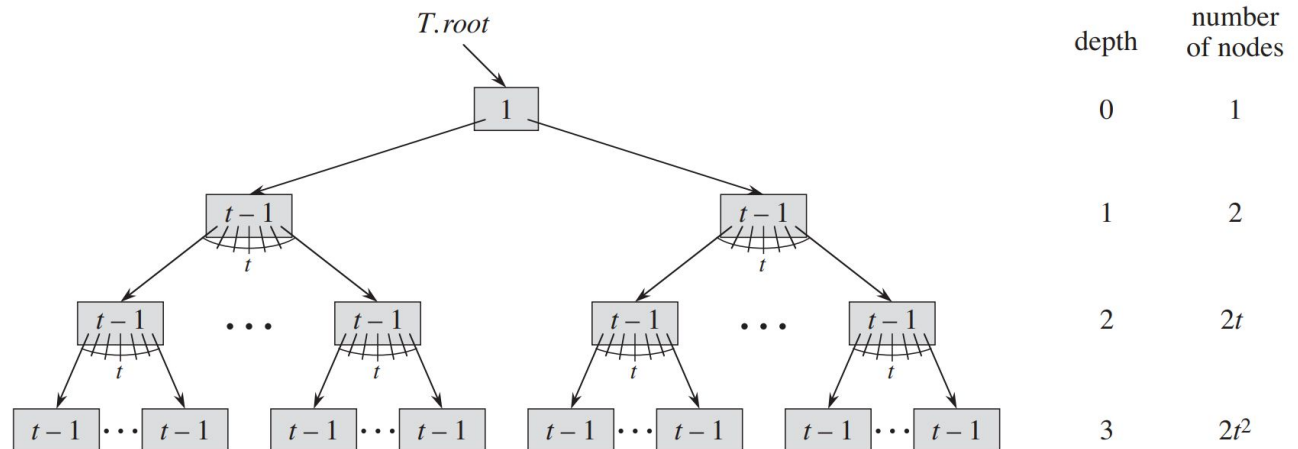 T.root
depth number of nodes
1 0 1
t – 1 t – 1 1 2
t t
t – 1 ••• t – 1 t – 1 ••• t – 1 2 2t
t t t t
t – 1 ••• t – 1 t – 1 ••• t – 1 t – 1 ••• t – 1 t – 1 ••• t – 1 3 2t²